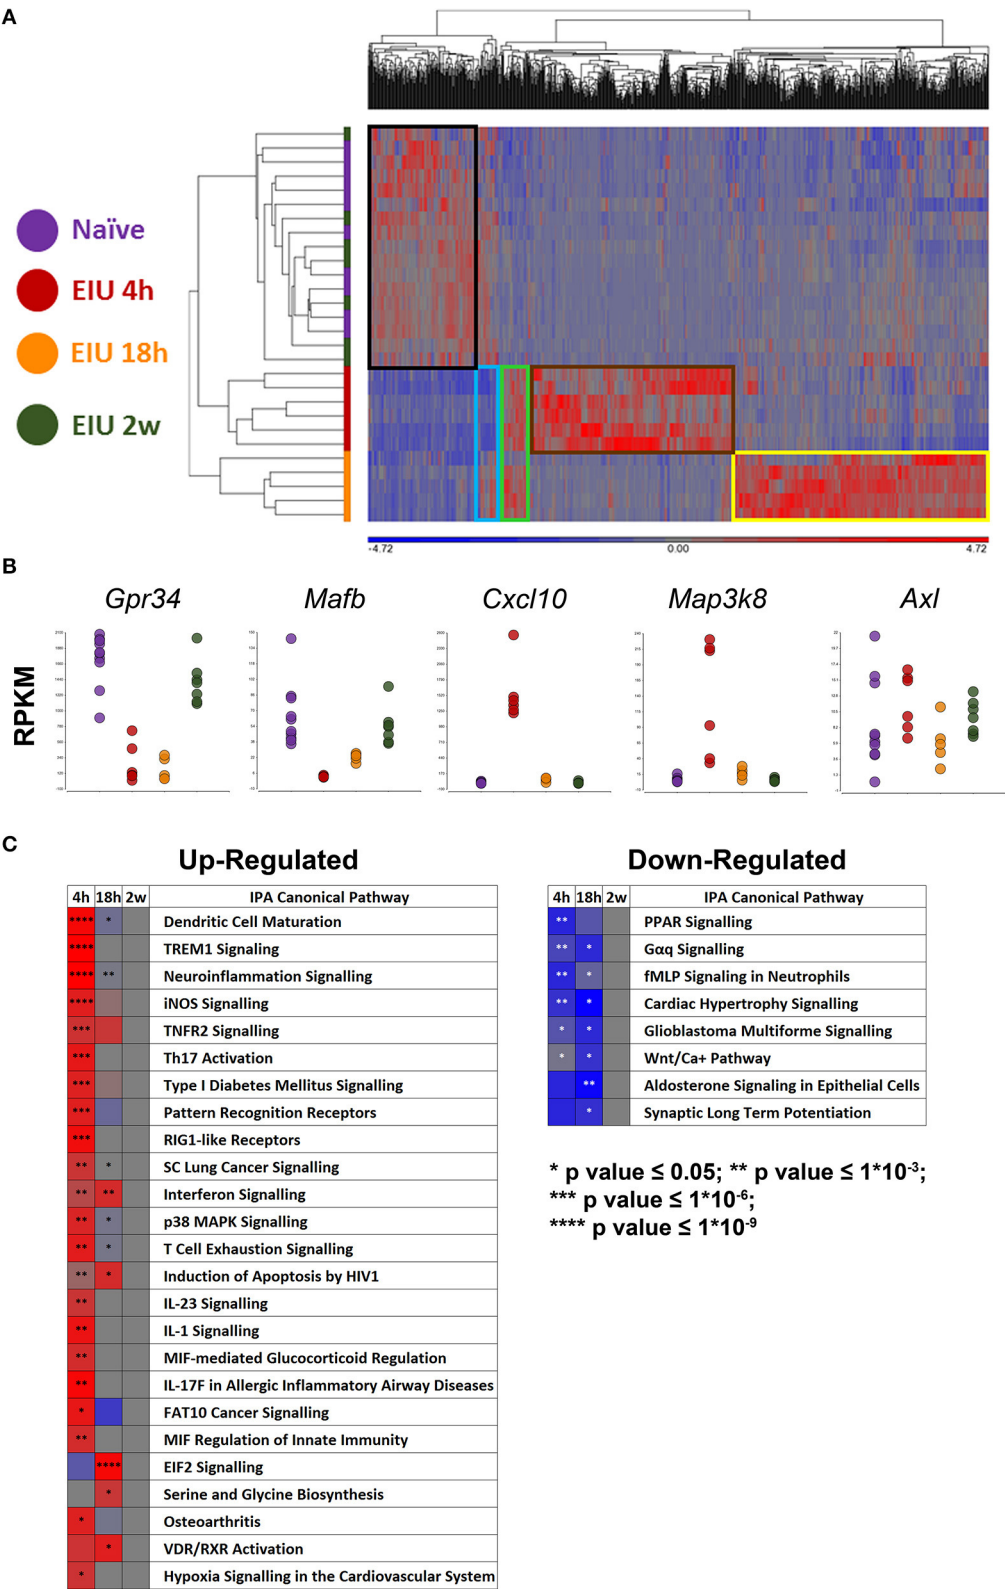 A
Naïve
EIU 4h
EIU 18h
EIU 2w
-4.72 0.00 4.72
B
Gpr34 Mafb Cxcl10 Map3k8 Axl
RPKM
C
Up-Regulated
4h 18h 2w IPA Canonical Pathway
**** * Dendritic Cell Maturation
**** TREM1 Signaling
**** ** Neuroinflammation Signalling
**** iNOS Signalling
*** TNFR2 Signalling
*** Th17 Activation
*** Type I Diabetes Mellitus Signalling
*** Pattern Recognition Receptors
*** RIG1-like Receptors
** * SC Lung Cancer Signalling
** ** Interferon Signalling
** * p38 MAPK Signalling
** * T Cell Exhaustion Signalling
** * Induction of Apoptosis by HIV1
** IL-23 Signalling
** IL-1 Signalling
** MIF-mediated Glucocorticoid Regulation
** IL-17F in Allergic Inflammatory Airway Diseases
* FAT10 Cancer Signalling
** MIF Regulation of Innate Immunity
**** EIF2 Signalling
* Serine and Glycine Biosynthesis
* Osteoarthritis
* VDR/RXR Activation
* Hypoxia Signalling in the Cardiovascular System
Down-Regulated
4h 18h 2w IPA Canonical Pathway
** PPAR Signalling
** * Gαq Signalling
** * fMLP Signaling in Neutrophils
** * Cardiac Hypertrophy Signalling
* * Glioblastoma Multiforme Signalling
* * Wnt/Ca+ Pathway
** Aldosterone Signaling in Epithelial Cells
* Synaptic Long Term Potentiation
* p value ≤ 0.05; ** p value ≤ 1*10-3;
*** p value ≤ 1*10-6;
**** p value ≤ 1*10-9